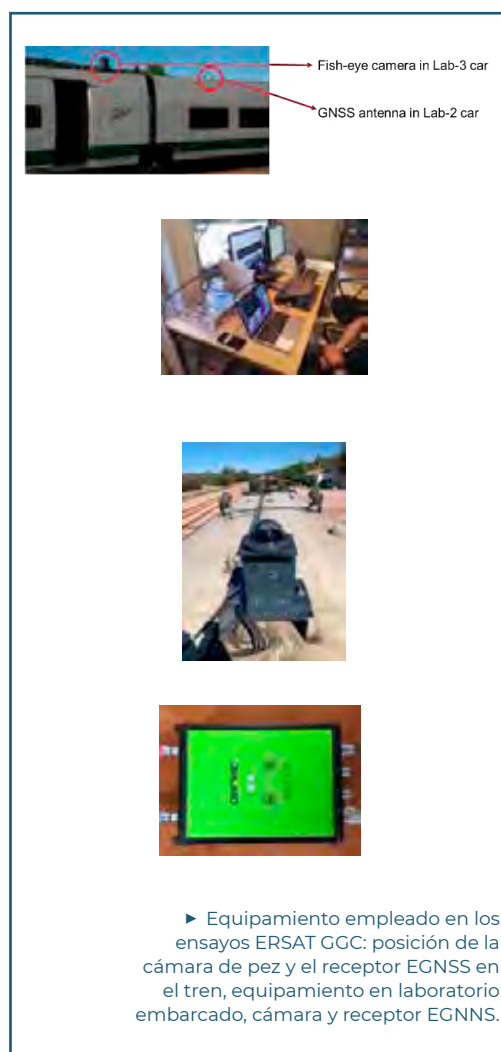 Fish-eye camera in Lab-3 car
GNSS antenna in Lab-2 car
► Equipamiento empleado en los
ensayos ERSAT GGC: posición de la
cámara de pez y el receptor EGNSS en
el tren, equipamiento en laboratorio
embarcado, cámara y receptor EGNNS.